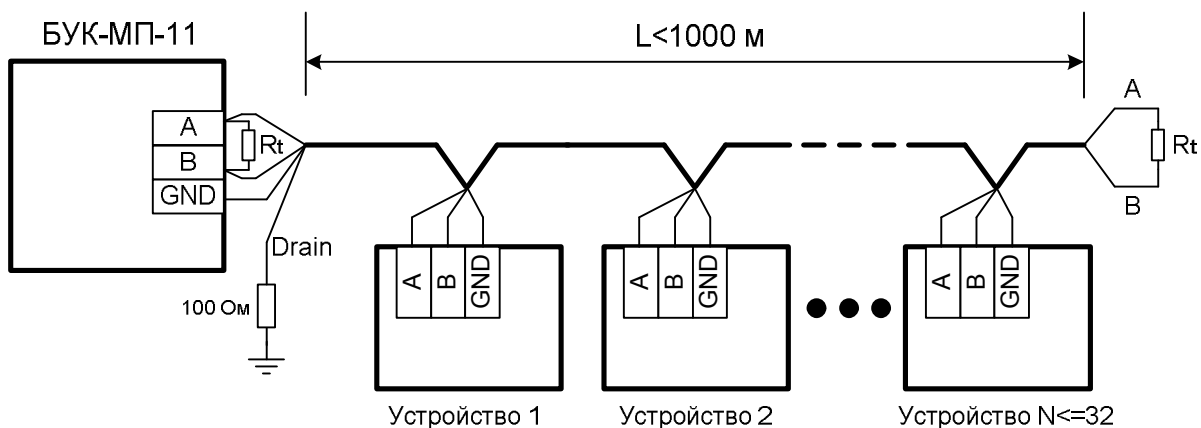 БУК-МП-11
L<1000 м
A
B
GND
Rt
Drain
100 Ом
A
B
GND
Устройство 1
A
B
GND
Устройство 2
A
B
GND
Устройство N<=32
A
Rt
B